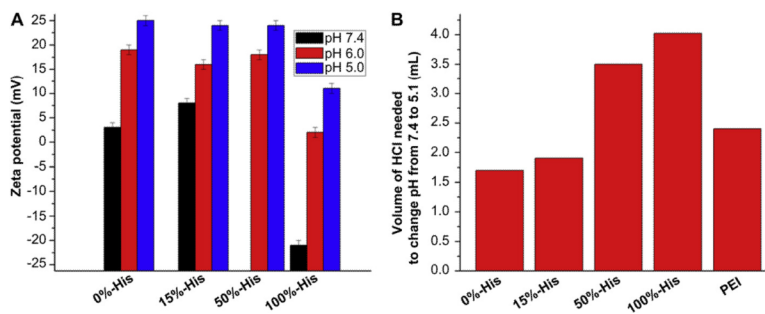 A
Zeta potential (mV)
25
20
15
10
5
0
-5
-10
-15
-20
-25
pH 7.4
pH 6.0
pH 5.0
0%-His
15%-His
50%-His
100%-His
B
Volume of HCl needed
to change pH from 7.4 to 5.1 (mL)
4.0
3.5
3.0
2.5
2.0
1.5
1.0
0.5
0.0
0%-His
15%-His
50%-His
100%-His
PEI